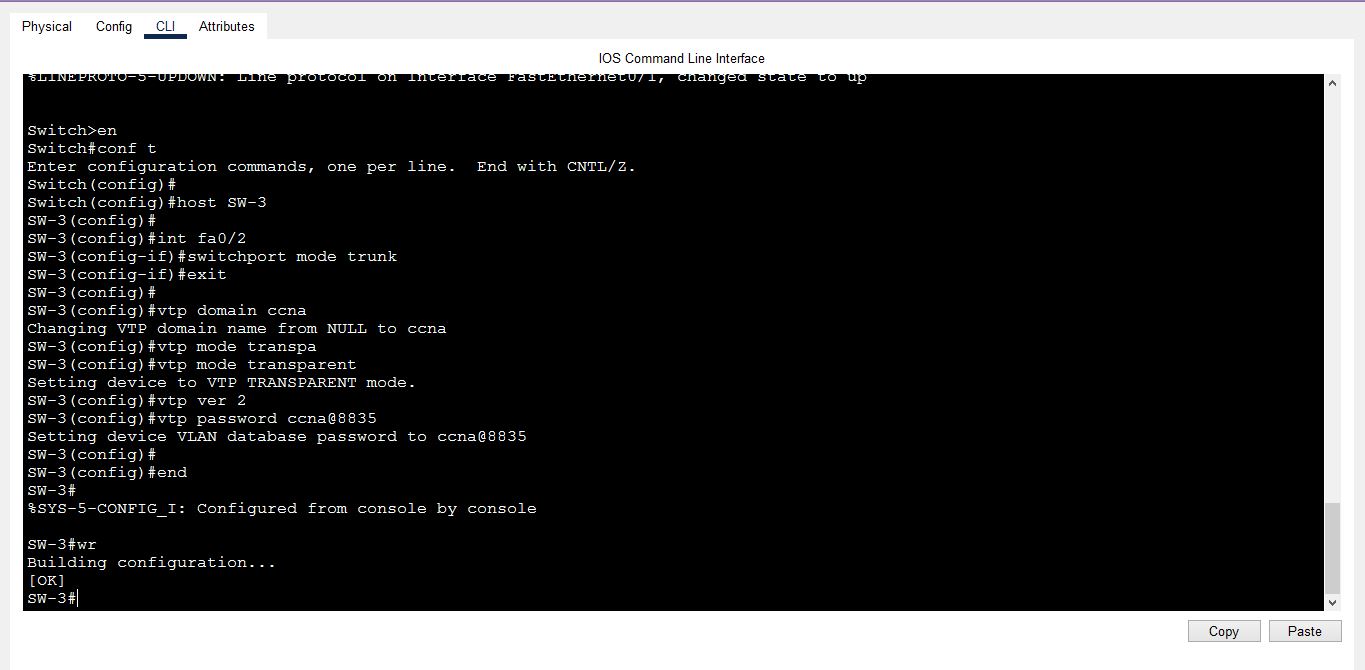 Physical Config CLI Attributes
IOS Command Line Interface
%LINEPROTO-5-UPDOWN: Line protocol on Interface FastEthernet0/1, changed state to up
Switch>en
Switch#conf t
Enter configuration commands, one per line.  End with CNTL/Z.
Switch(config)#
Switch(config)#host SW-3
SW-3(config)#
SW-3(config)#int fa0/2
SW-3(config-if)#switchport mode trunk
SW-3(config-if)#exit
SW-3(config)#
SW-3(config)#vtp domain ccna
Changing VTP domain name from NULL to ccna
SW-3(config)#vtp mode transpa
SW-3(config)#vtp mode transparent
Setting device to VTP TRANSPARENT mode.
SW-3(config)#vtp ver 2
SW-3(config)#vtp password ccna@8835
Setting device VLAN database password to ccna@8835
SW-3(config)#
SW-3(config)#end
SW-3#
%SYS-5-CONFIG_I: Configured from console by console
SW-3#wr
Building configuration...
[OK]
SW-3#
Copy Paste